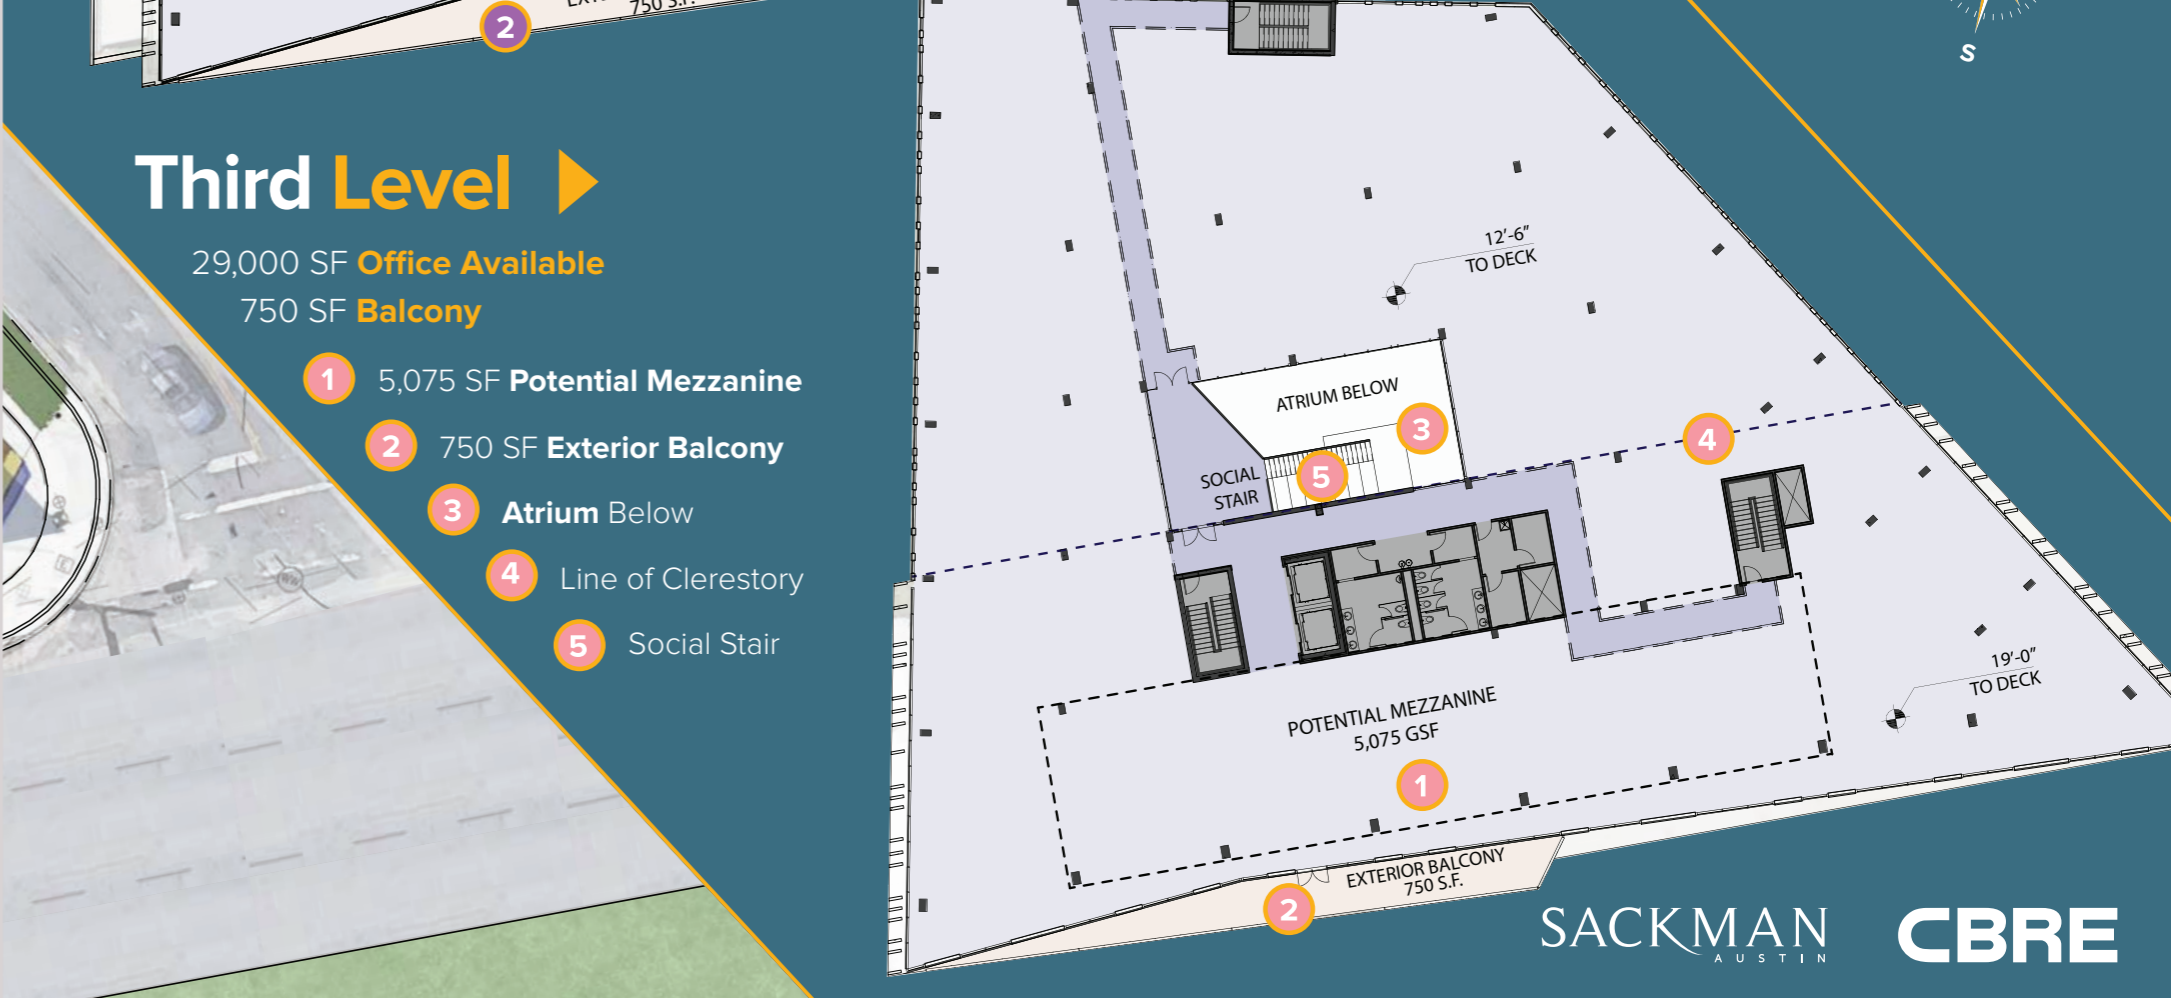 2
750 S.F.
S
Third Level
29,000 SF Office Available
750 SF Balcony
1 5,075 SF Potential Mezzanine
2 750 SF Exterior Balcony
3 Atrium Below
4 Line of Clerestory
5 Social Stair
12'-6"
TO DECK
ATRIUM BELOW
3
4
SOCIAL
STAIR
5
19'-0"
TO DECK
POTENTIAL MEZZANINE
5,075 GSF
1
EXTERIOR BALCONY
750 S.F.
2
SACKMAN
AUSTIN
CBRE